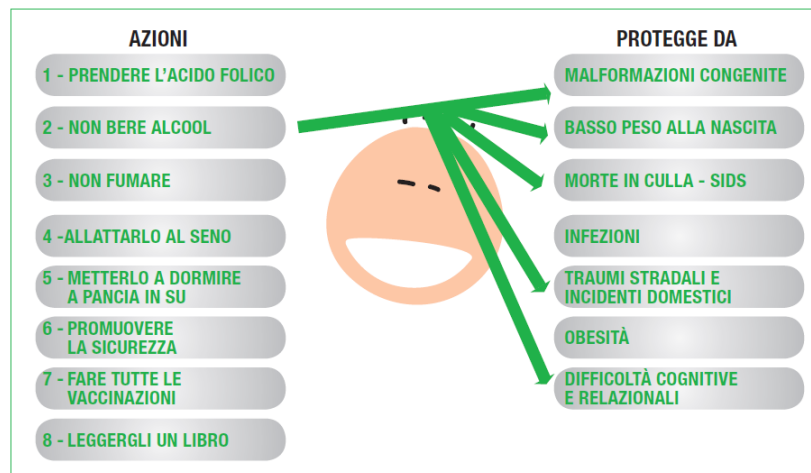 AZIONI
1 - PRENDERE L'ACIDO FOLICO
2 - NON BERE ALCOOL
3 - NON FUMARE
4 -ALLATTARLO AL SENO
5 - METTERLO A DORMIRE
A PANCIA IN SU
6 - PROMUOVERE
LA SICUREZZA
7 - FARE TUTTE LE
VACCINAZIONI
8 - LEGGERGLI UN LIBRO
PROTEGGE DA
MALFORMAZIONI CONGENITE
BASSO PESO ALLA NASCITA
MORTE IN CULLA - SIDS
INFEZIONI
TRAUMI STRADALI E
INCIDENTI DOMESTICI
OBESITÀ
DIFFICOLTÀ COGNITIVE
E RELAZIONALI